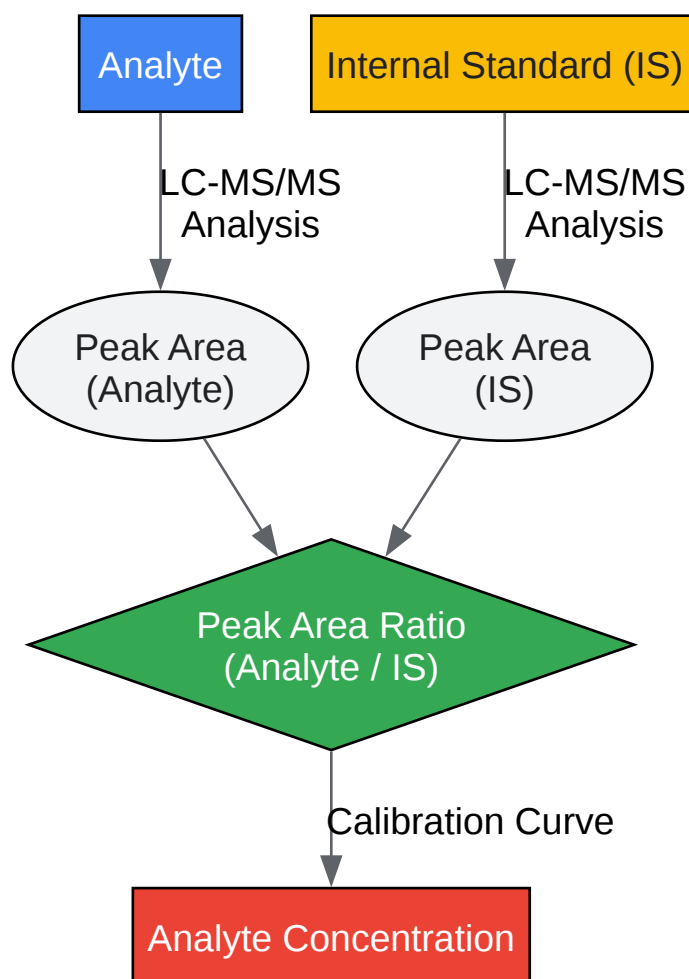 Analyte
Internal Standard (IS)
LC-MS/MS
Analysis
LC-MS/MS
Analysis
Peak Area
(Analyte)
Peak Area
(IS)
Peak Area Ratio
(Analyte / IS)
Calibration Curve
Analyte Concentration